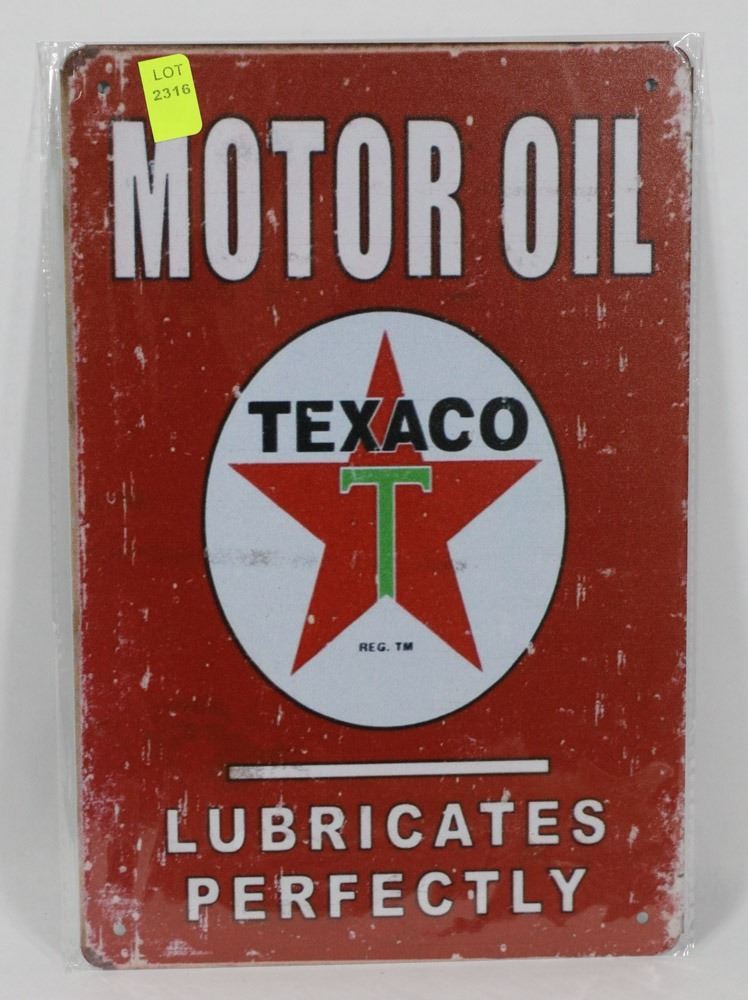 LOT
2316
MOTOR OIL
TEXACO
T
REG. TM
LUBRICATES
PERFECTLY